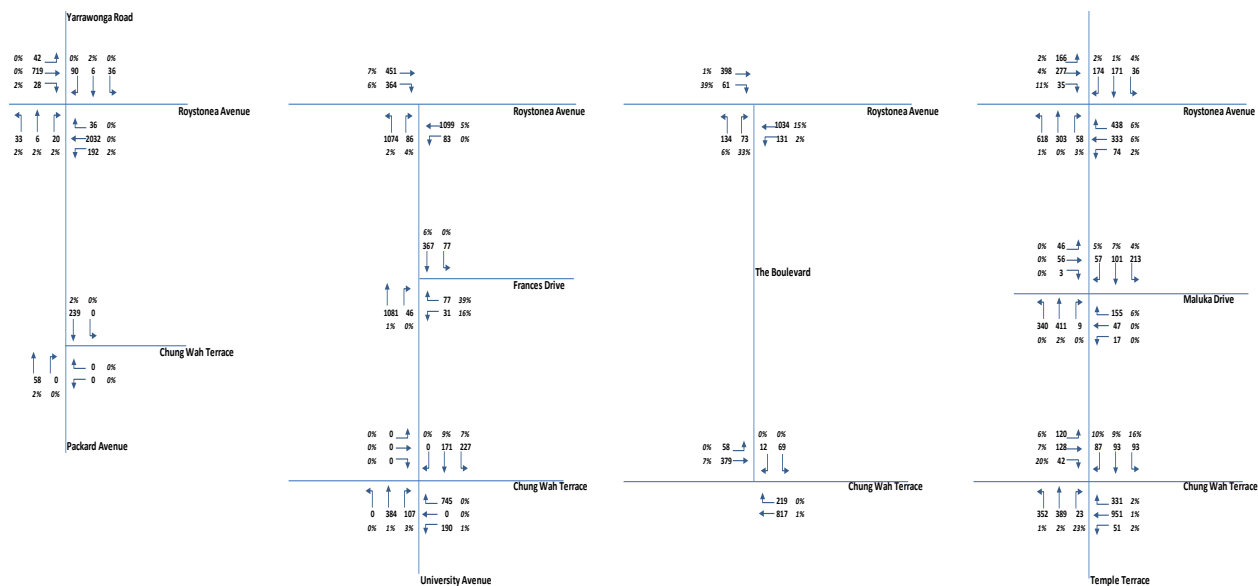 Yarrawonga Road
0% 42 0% 2% 0%
0% 719 90 6 36
2% 28
Roystonea Avenue
36 0%
33 6 20 2032 0%
2% 2% 2% 192 2%
2% 0%
239 0
Chung Wah Terrace
0 0%
58 0 0 0%
2% 0%
Packard Avenue
7% 451
6% 364
Roystonea Avenue
1099 5%
1074 86 83 0%
2% 4%
6% 0%
367 77
Frances Drive
77 39%
1081 46 31 16%
1% 0%
0% 0 0% 9% 7%
0% 0 0 171 227
0% 0
Chung Wah Terrace
745 0%
0 384 107 0 0%
0% 1% 3% 190 1%
University Avenue
1% 398
39% 61
Roystonea Avenue
1034 15%
134 73 131 2%
6% 33%
The Boulevard
0% 0%
0% 58 12 69
7% 379
Chung Wah Terrace
219 0%
817 1%
2% 166 2% 1% 4%
4% 277 174 171 36
11% 35
Roystonea Avenue
438 6%
618 303 58 333 6%
1% 0% 3% 74 2%
0% 46 5% 7% 4%
0% 56 57 101 213
0% 3
Maluka Drive
155 6%
340 411 9 47 0%
0% 2% 0% 17 0%
6% 120 10% 9% 16%
7% 128 87 93 93
20% 42
Chung Wah Terrace
331 2%
352 389 23 951 1%
1% 2% 23% 51 2%
Temple Terrace